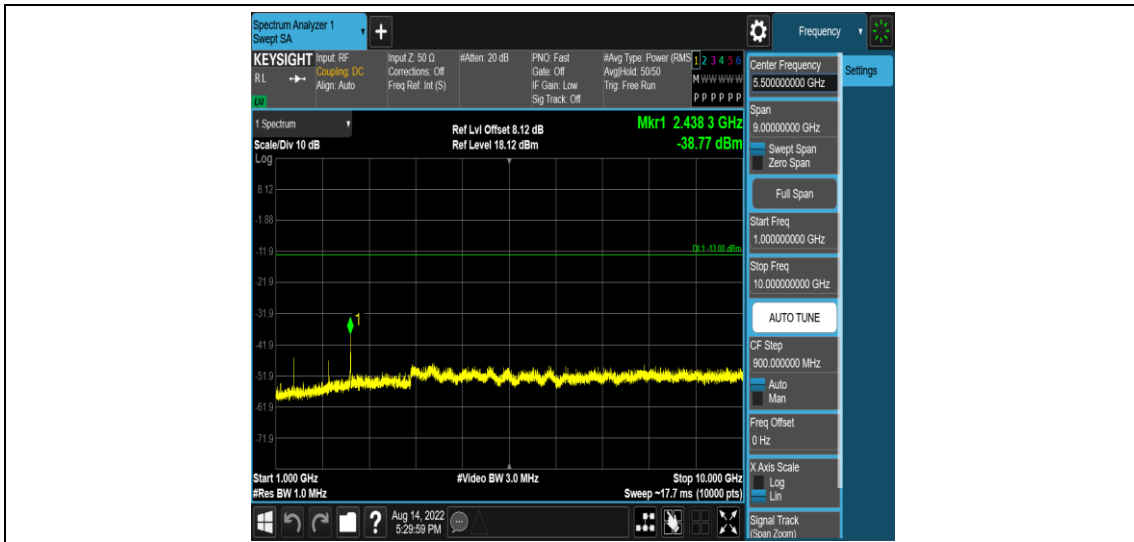 Spectrum Analyzer 1
Swept SA
+
Frequency
KEYSIGHT
RL
LXI
Input: RF
Coupling: DC
Align: Auto
Input Z: 50 Ω
Corrections: Off
Freq Ref: Int (S)
#Atten: 20 dB
PNO: Fast
Gate: Off
IF Gain: Low
Sig Track: Off
#Avg Type: Power (RMS
Avg|Hold: 50/50
Trig: Free Run
1 2 3 4 5 6
M W W W W W
P P P P P P
1 Spectrum
Scale/Div 10 dB
Ref Lvl Offset 8.12 dB
Ref Level 18.12 dBm
Mkr1 2.438 3 GHz
-38.77 dBm
Log
8.12
-1.88
-11.9
DL1 -13.00 dBm
-21.9
-31.9
1
-41.9
-51.9
-61.9
-71.9
Start 1.000 GHz
#Res BW 1.0 MHz
#Video BW 3.0 MHz
Stop 10.000 GHz
Sweep ~17.7 ms (10000 pts)
Center Frequency
5.500000000 GHz
Settings
Span
9.00000000 GHz
Swept Span
Zero Span
Full Span
Start Freq
1.000000000 GHz
Stop Freq
10.000000000 GHz
AUTO TUNE
CF Step
900.000000 MHz
Auto
Man
Freq Offset
0 Hz
X Axis Scale
Log
Lin
Signal Track
(Span Zoom)
?
Aug 14, 2022
5:29:59 PM